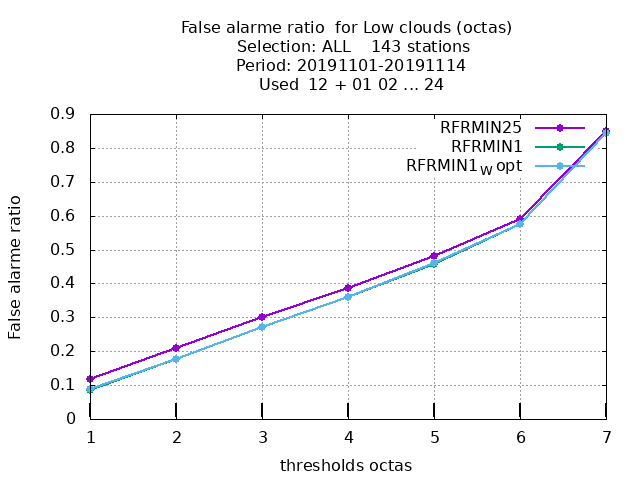 False alarme ratio  for Low clouds (octas)
Selection: ALL    143 stations
Period: 20191101-20191114
Used  12 + 01 02 ... 24
RFRMIN25
RFRMIN1
RFRMIN1w opt
False alarme ratio
0.9
0.8
0.7
0.6
0.5
0.4
0.3
0.2
0.1
0
1 2 3 4 5 6 7
thresholds octas